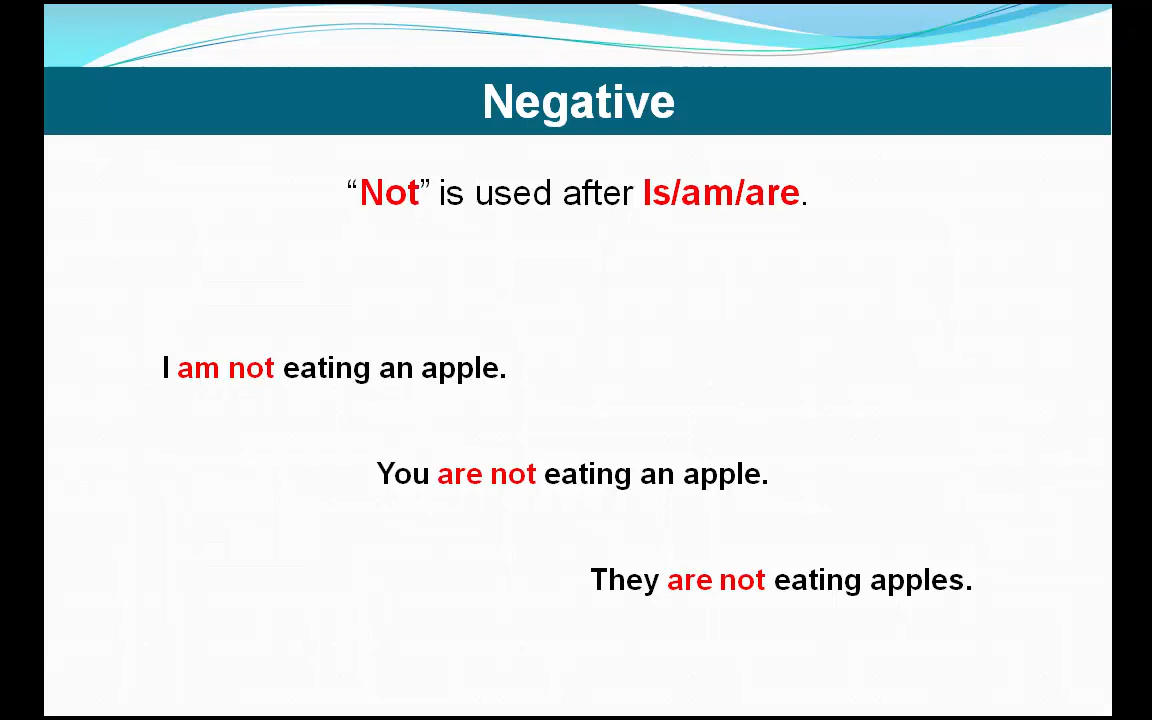 Negative
“Not” is used after Is/am/are.
I am not eating an apple.
You are not eating an apple.
They are not eating apples.